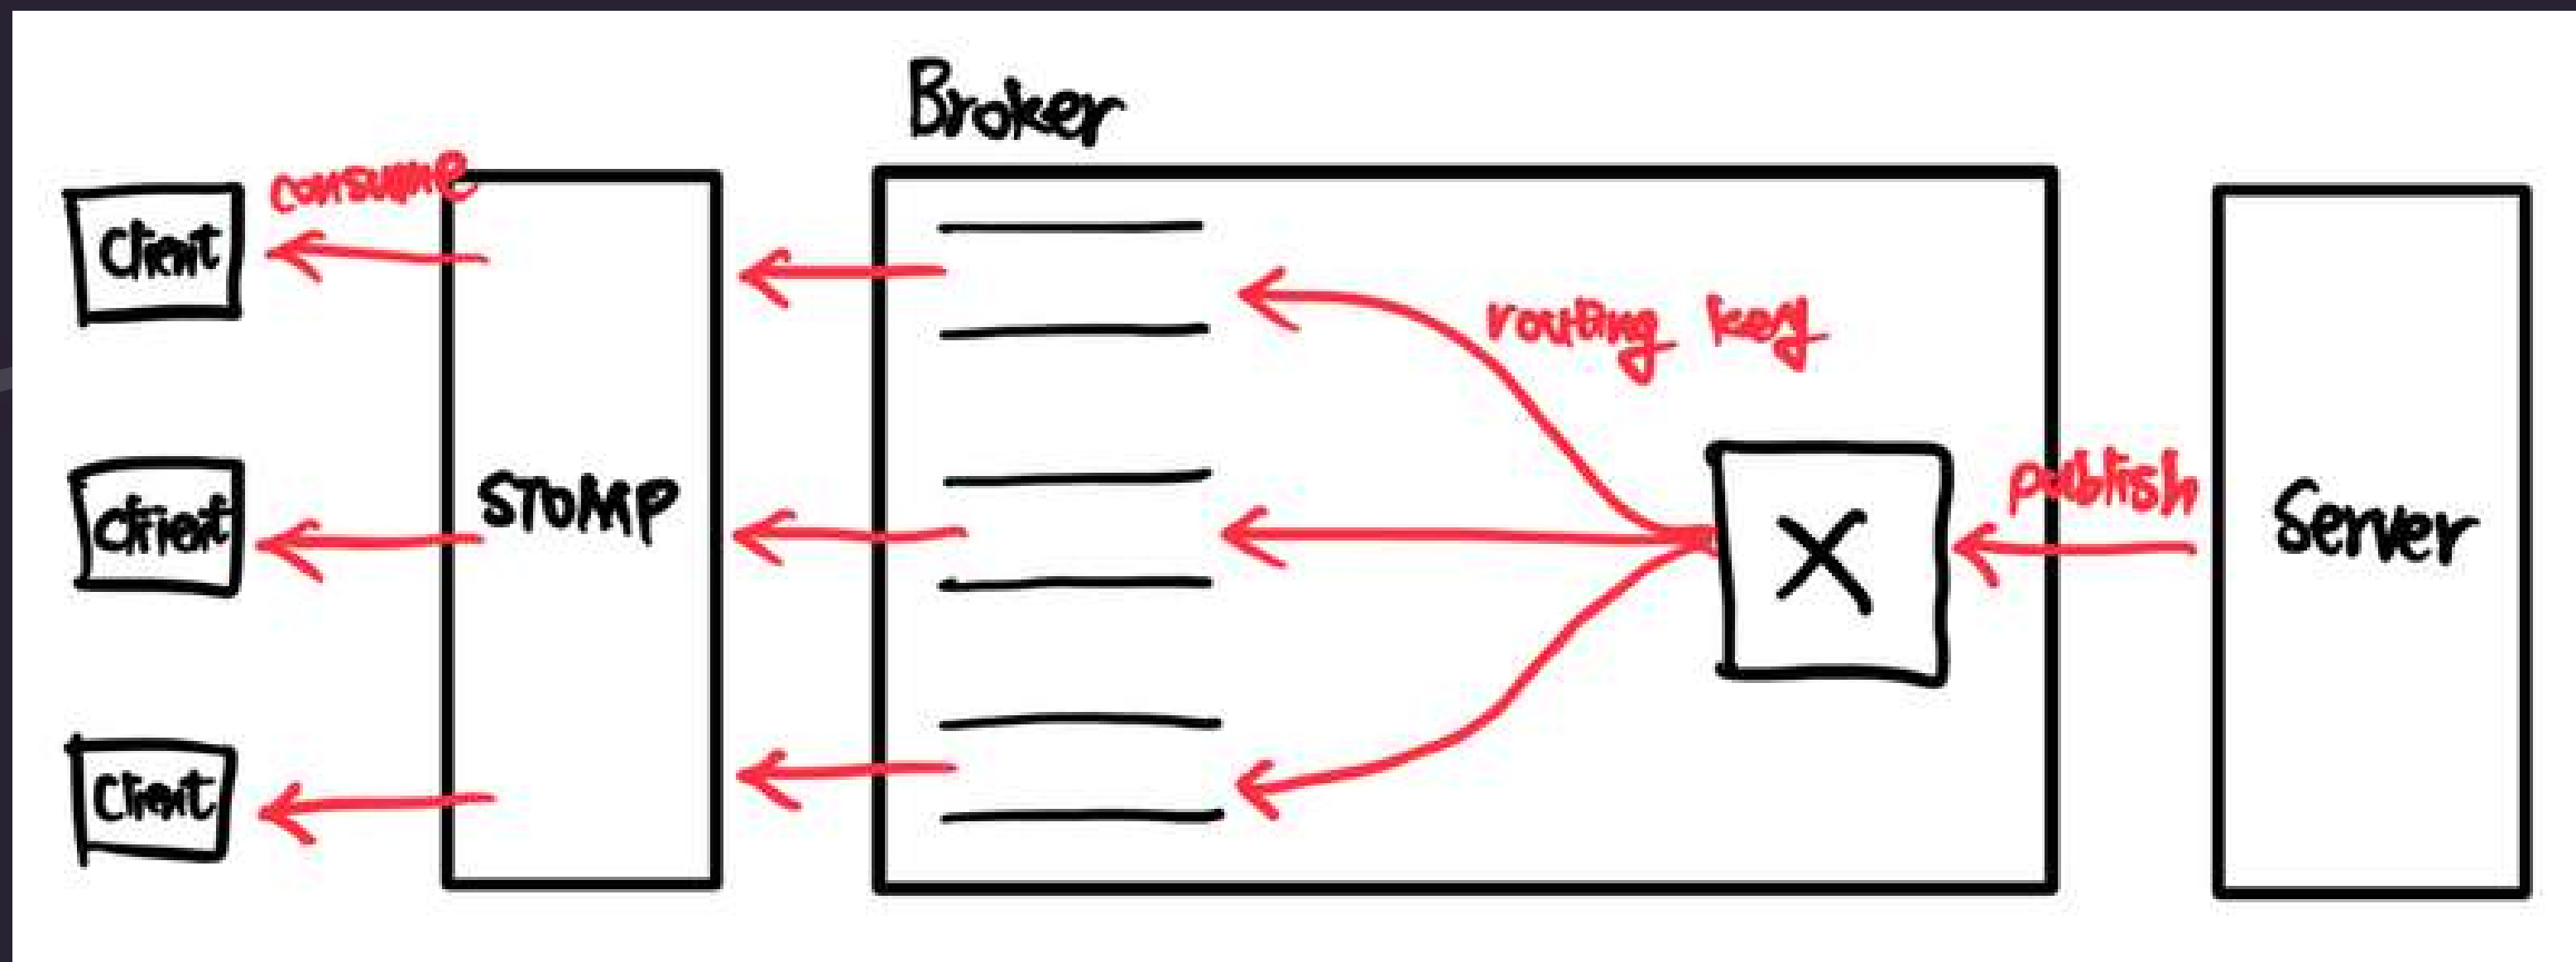 Broker
consume
Client
routing key
publish
Client
STOMP
X
Server
Client